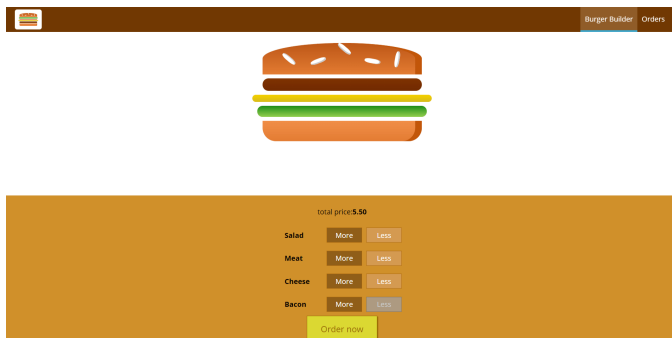 Burger Builder Orders
total price:5.50
Salad More Less
Meat More Less
Cheese More Less
Bacon More Less
Order now